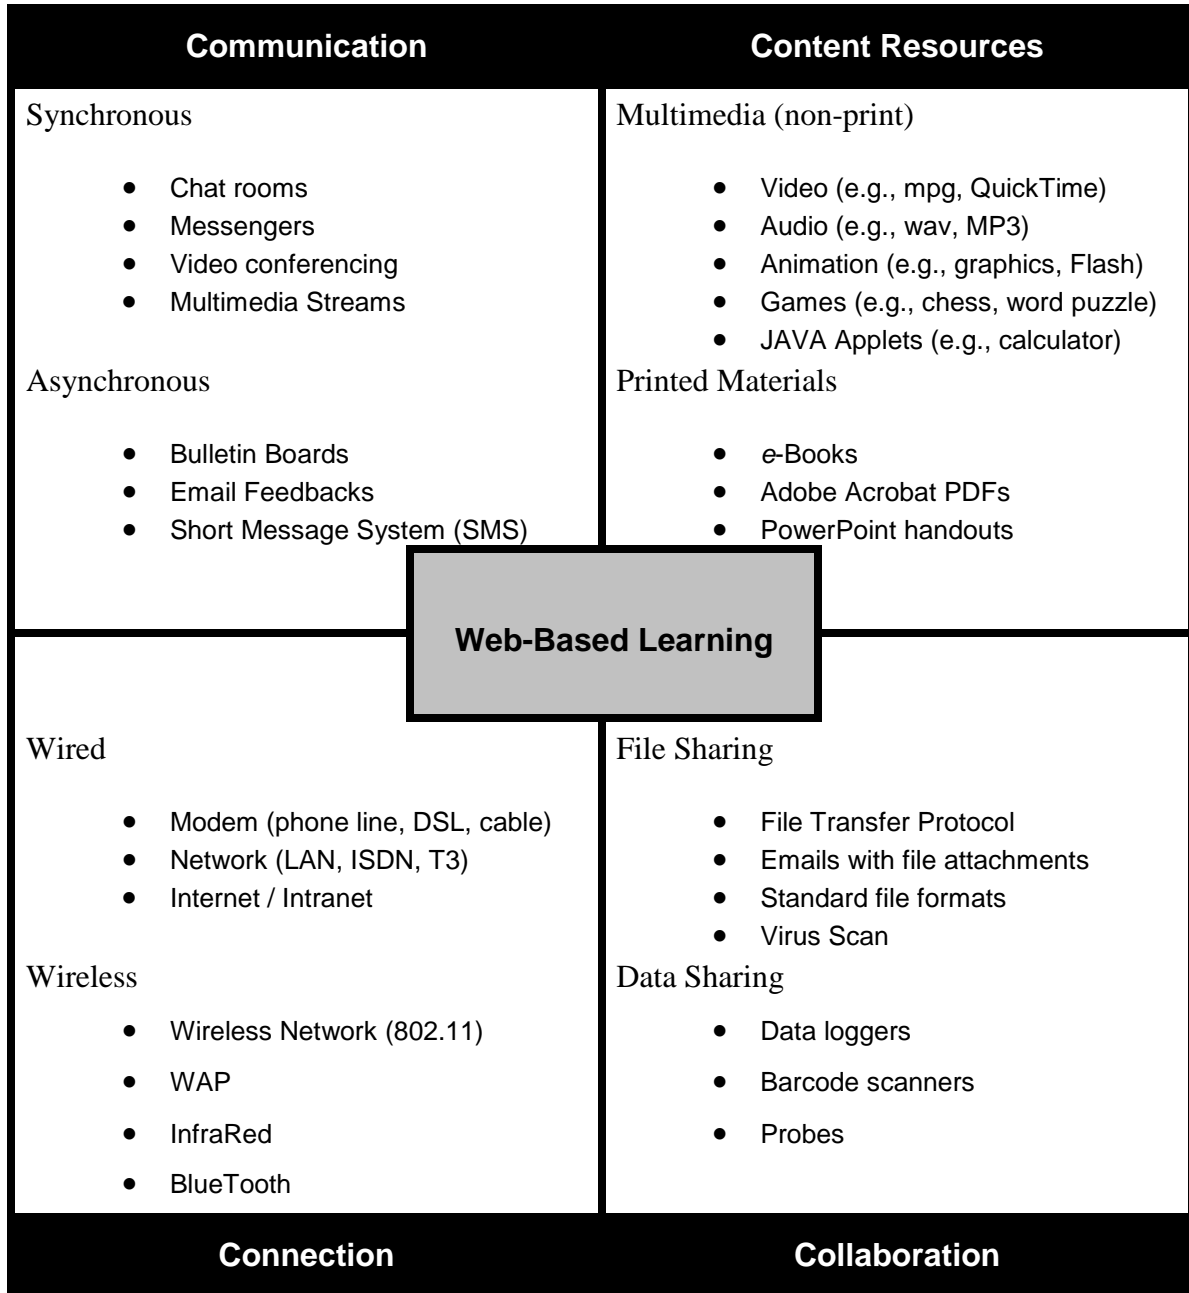 Communication
Synchronous
• Chat rooms
• Messengers
• Video conferencing
• Multimedia Streams
Asynchronous
• Bulletin Boards
• Email Feedbacks
• Short Message System (SMS)
Content Resources
Multimedia (non-print)
• Video (e.g., mpg, QuickTime)
• Audio (e.g., wav, MP3)
• Animation (e.g., graphics, Flash)
• Games (e.g., chess, word puzzle)
• JAVA Applets (e.g., calculator)
Printed Materials
• e-Books
• Adobe Acrobat PDFs
• PowerPoint handouts
Web-Based Learning
Wired
• Modem (phone line, DSL, cable)
• Network (LAN, ISDN, T3)
• Internet / Intranet
Wireless
• Wireless Network (802.11)
• WAP
• InfraRed
• BlueTooth
Connection
File Sharing
• File Transfer Protocol
• Emails with file attachments
• Standard file formats
• Virus Scan
Data Sharing
• Data loggers
• Barcode scanners
• Probes
Collaboration